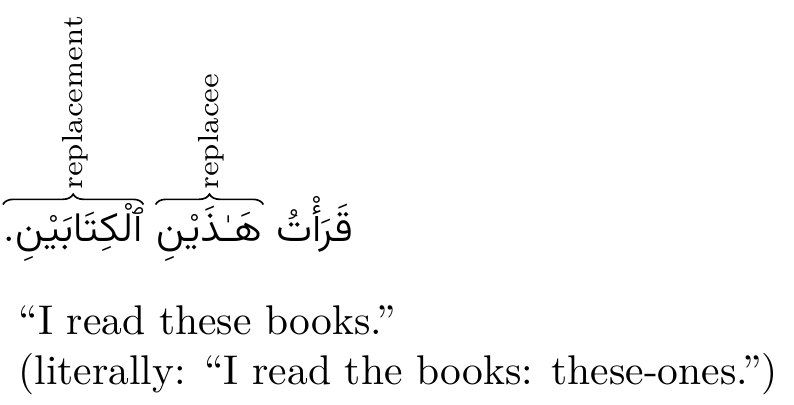 replacement
replacee
قَرَأْتُ هَـٰذَيْنِ ٱلْكِتَابَيْنِ.
“I read these books.”
(literally: “I read the books: these-ones.”)